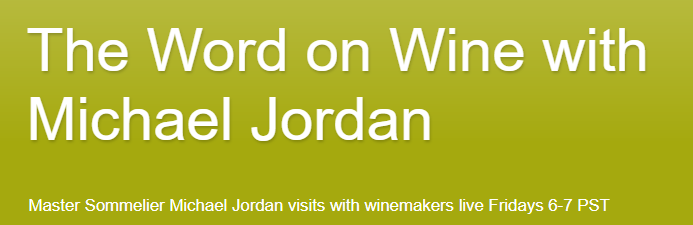 The Word on Wine with
Michael Jordan
Master Sommelier Michael Jordan visits with winemakers live Fridays 6-7 PST